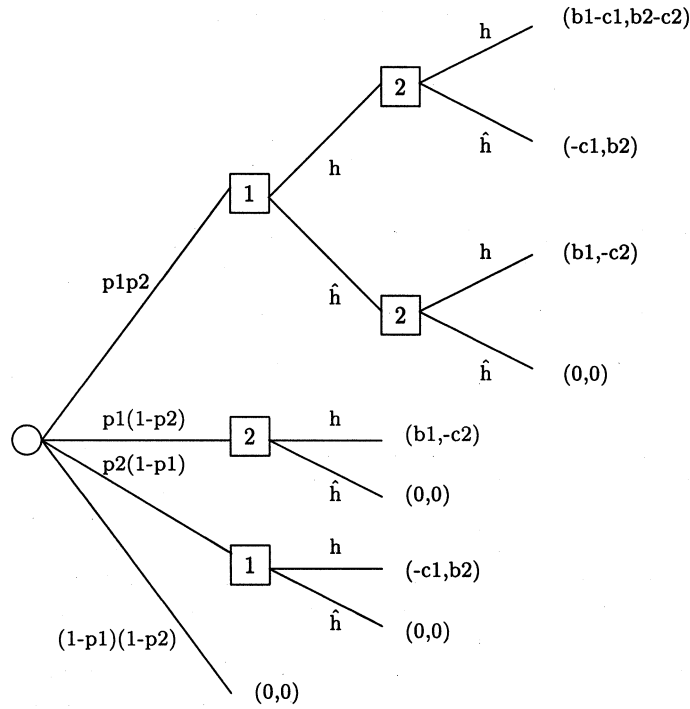 (b1-c1,b2-c2)
h
2
ĥ
(-c1,b2)
h
1
h
(b1,-c2)
p1p2
ĥ
2
ĥ
(0,0)
p1(1-p2)
2
h
(b1,-c2)
p2(1-p1)
ĥ
(0,0)
h
1
(-c1,b2)
ĥ
(0,0)
(1-p1)(1-p2)
(0,0)